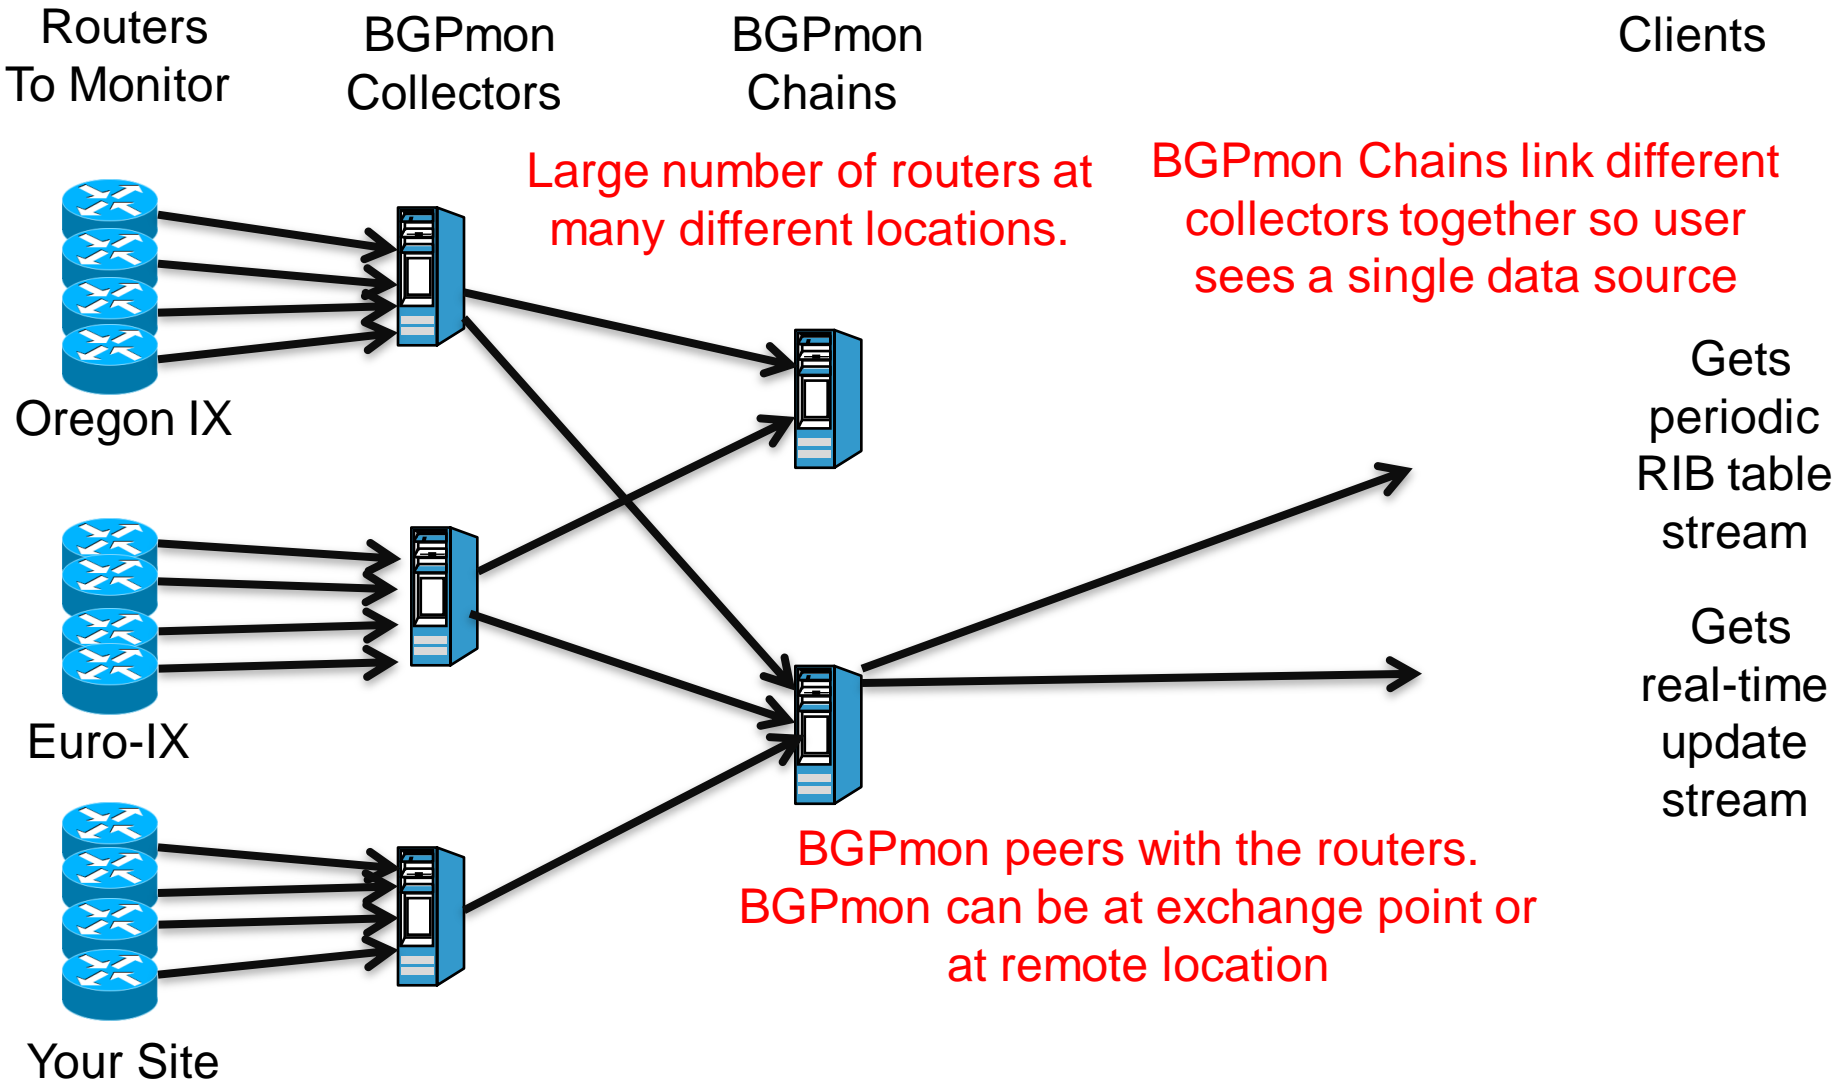 Routers
To Monitor
BGPmon
Collectors
BGPmon
Chains
Clients
Large number of routers at
many different locations.
BGPmon Chains link different
collectors together so user
sees a single data source
Oregon IX
Gets
periodic
RIB table
stream
Euro-IX
Gets
real-time
update
stream
BGPmon peers with the routers.
BGPmon can be at exchange point or
at remote location
Your Site